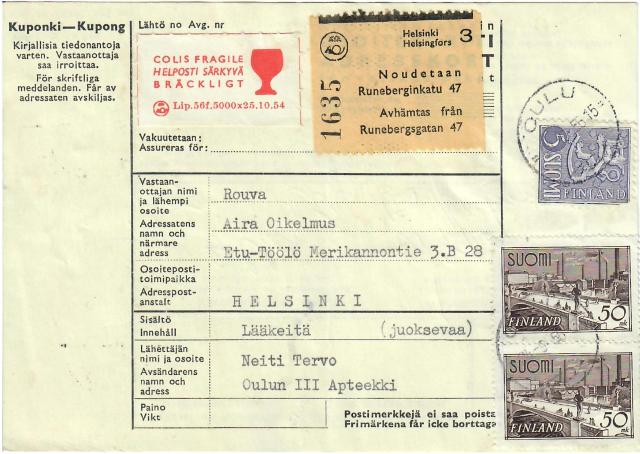 Kuponki—Kupong
Kirjallisia tiedonantoja
varten. Vastaanottaja
saa irroittaa.
För skriftliga
meddelanden. Får av
adressaten avskiljas.
Lähtö no Avg. nr
COLIS FRAGILE
HELPOSTI SÄRKYVÄ
BRÄCKLIGT
Lip.56f.5000x25.10.54
1635
Helsinki
Helsingfors 3
Noudetaan
Runeberginkatu 47
Avhämtas från
Runebergsgatan 47
OULU
5 SUOMI
FINLAND
Vakuutetaan:
Assureras för:
Vastaan-
ottajan nimi
ja lähempi
osoite
Adressatens
namn och
närmare
adress
Rouva
Aira Oikelmus
Etu-Töölö Merikannontie 3.B 28
Osoiteposti-
toimipaikka
Adresspost-
anstalt
HELSINKI
Sisältö
Innehåll
Lääkeitä (juoksevaa)
Lähettäjän
nimi ja osoite
Avsändarens
namn och
adress
Neiti Tervo
Oulun III Apteekki
Paino
Vikt
Postimerkkejä ei saa poista
Frimärkena får icke borttaga
SUOMI
FINLAND
50 mk
SUOMI
FINLAND
50 mk